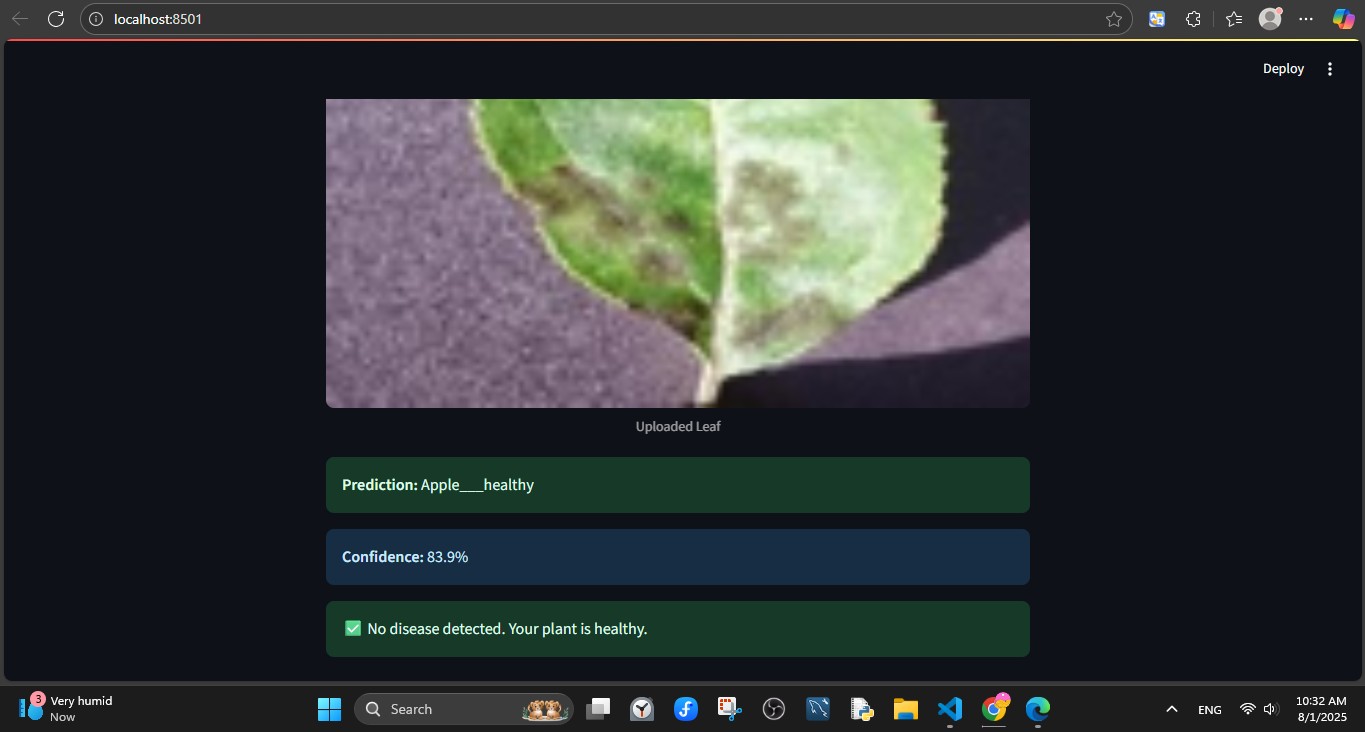 localhost:8501
Deploy
Uploaded Leaf
Prediction: Apple___healthy
Confidence: 83.9%
✅ No disease detected. Your plant is healthy.
3
Very humid
Now
Search
ENG
10:32 AM
8/1/2025